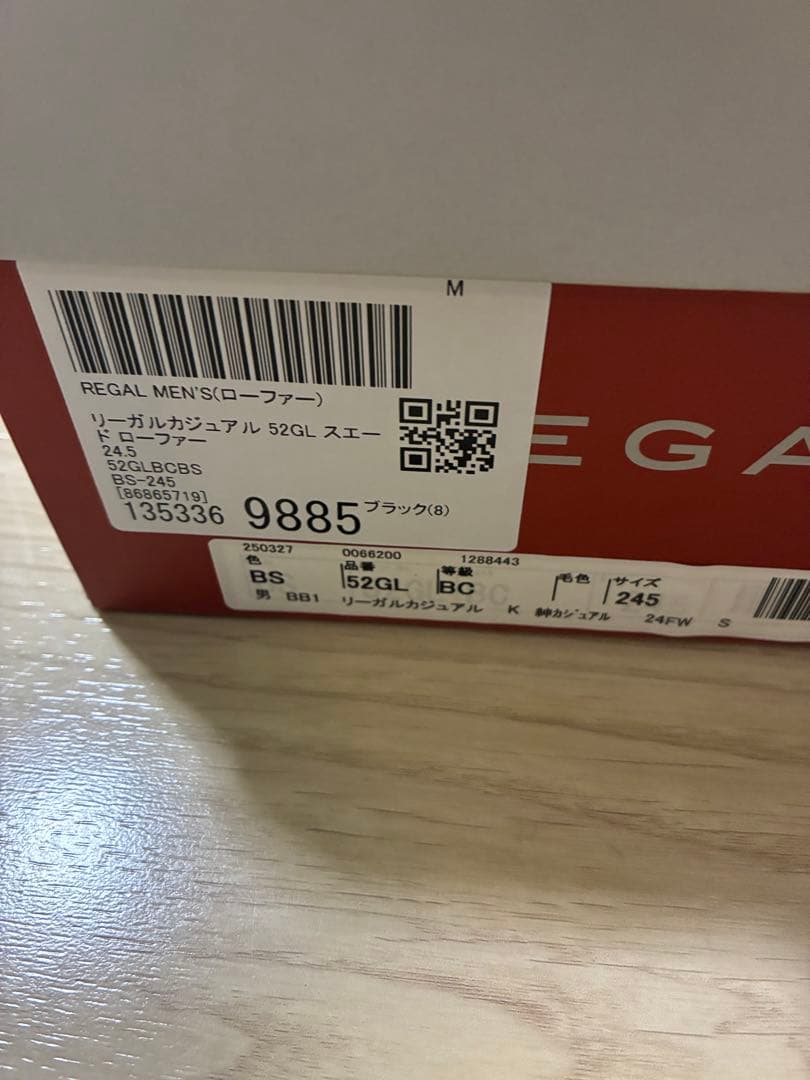 M
REGAL MEN'S(ローファー)
リーガルカジュアル 52GL スエー
ド ローファー
24.5
52GLBCBS
BS-245
[86865719]
135336 9885 ブラック(8)
EGA
250327 0066200 1288443
色 品番 等級 毛色 サイズ
BS 52GL BC 245
男 BB1 リーガルカジュアル K 紳カジュアル 24FW S